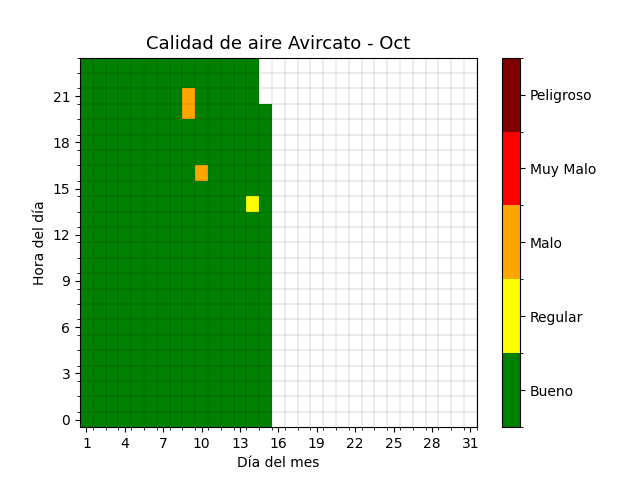 Calidad de aire Avircato - Oct
Hora del día
21
18
15
12
9
6
3
0
1 4 7 10 13 16 19 22 25 28 31
Día del mes
Peligroso
Muy Malo
Malo
Regular
Bueno